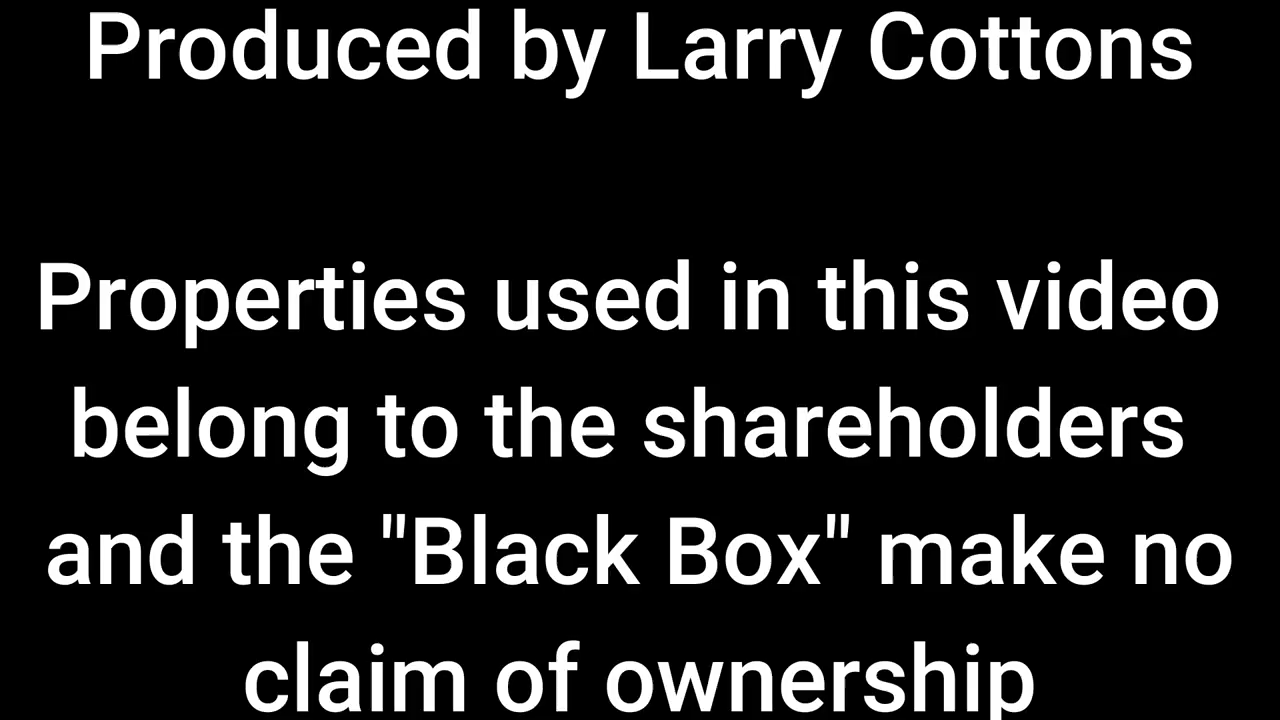 Produced by Larry Cottons
Properties used in this video
belong to the shareholders
and the "Black Box" make no
claim of ownership